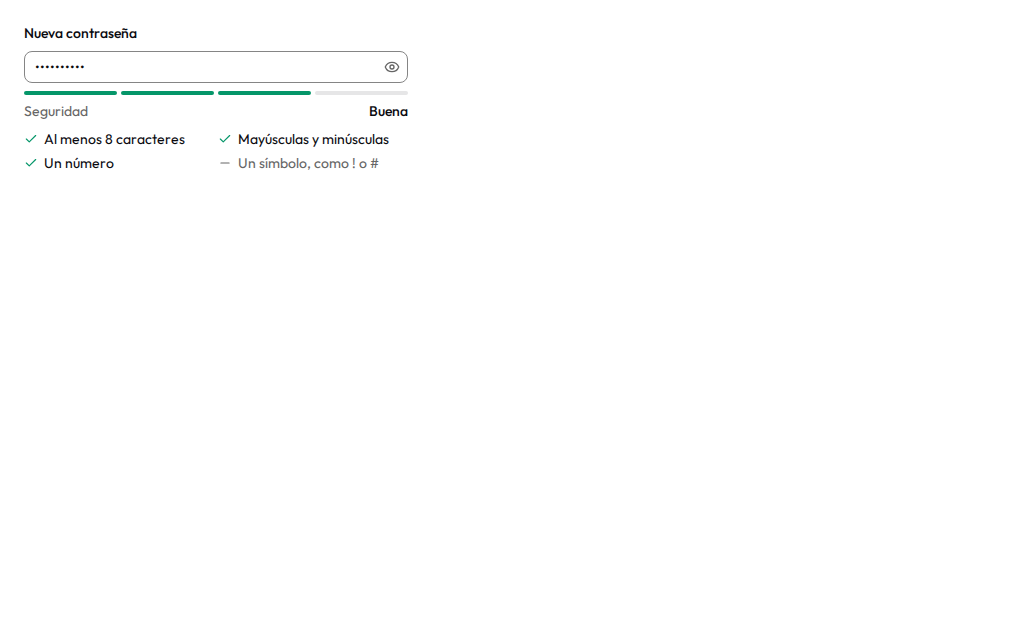 Nueva contraseña
••••••••••
Seguridad Buena
Al menos 8 caracteres Mayúsculas y minúsculas
Un número Un símbolo, como ! o #